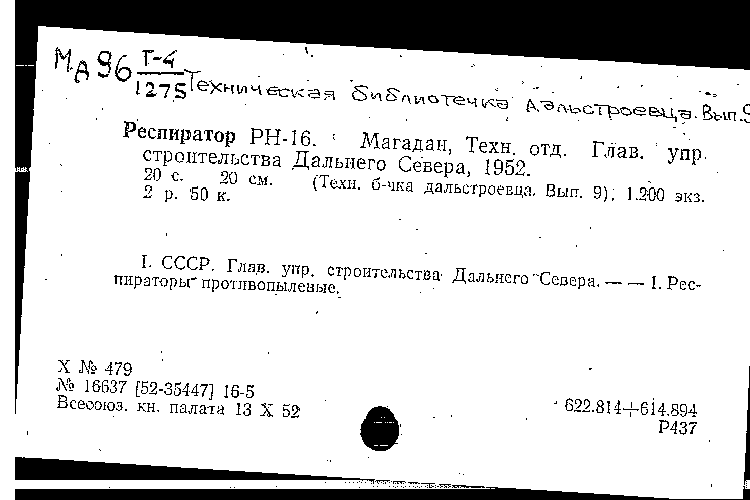 МА96 Т-4/1275 Техническая библиотечка дальстроевца. Вып.9
Респиратор РН-16. Магадан, Техн. отд. Глав. упр.
строительства Дальнего Севера, 1952.
20 с. 20 см. (Техн. б-чка дальстроевца. Вып. 9). 1.200 экз.
2 р. 50 к.
I. СССР. Глав. упр. строительства Дальнего Севера. — — 1. Рес-
пираторы противопылевые.
X № 479
№ 16637 [52-35447] 16-5
Всесоюз. кн. палата 13 X 52
622.814+614.894
Р437